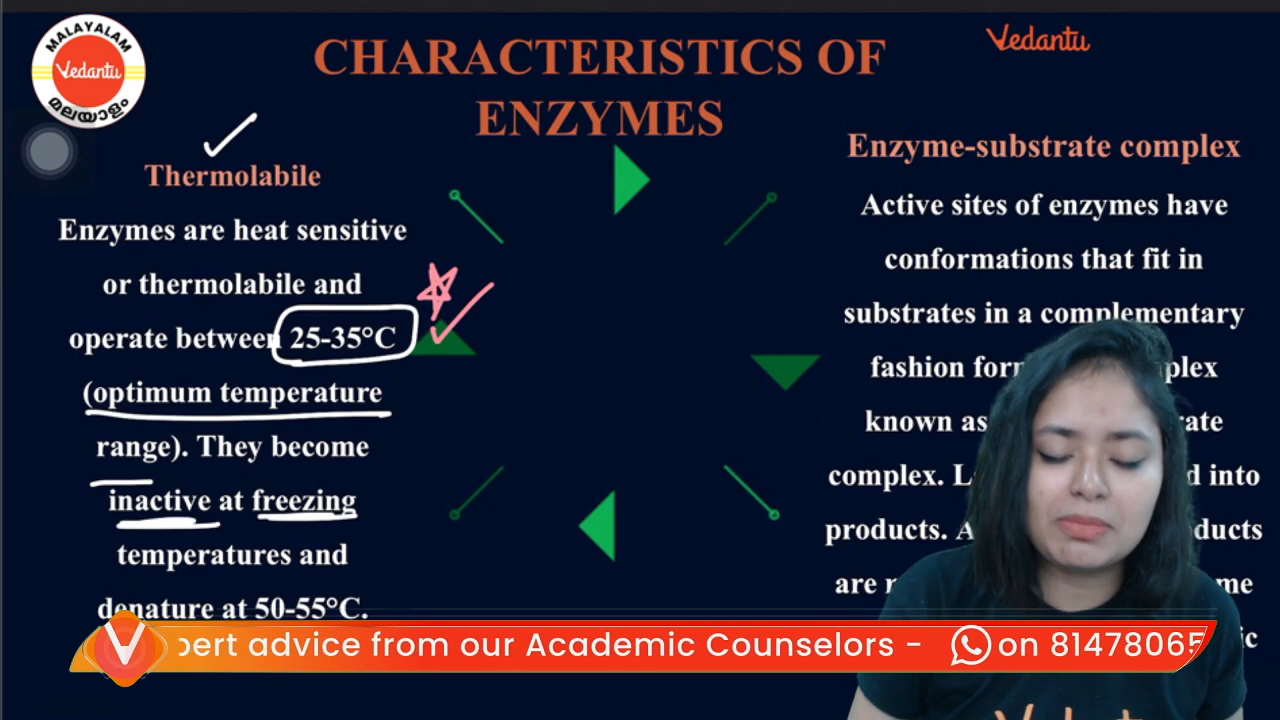 MALAYALAM
Vedantu
മലയാളം
Vedantu
CHARACTERISTICS OF
ENZYMES
Thermolabile
Enzymes are heat sensitive
or thermolabile and
operate between 25-35°C
(optimum temperature
range). They become
inactive at freezing
temperatures and
denature at 50-55°C.
Enzyme-substrate complex
Active sites of enzymes have
conformations that fit in
substrates in a complementary
fashion
known as
complex. into
products.
are
advice from our Academic Counselors - on 8147806